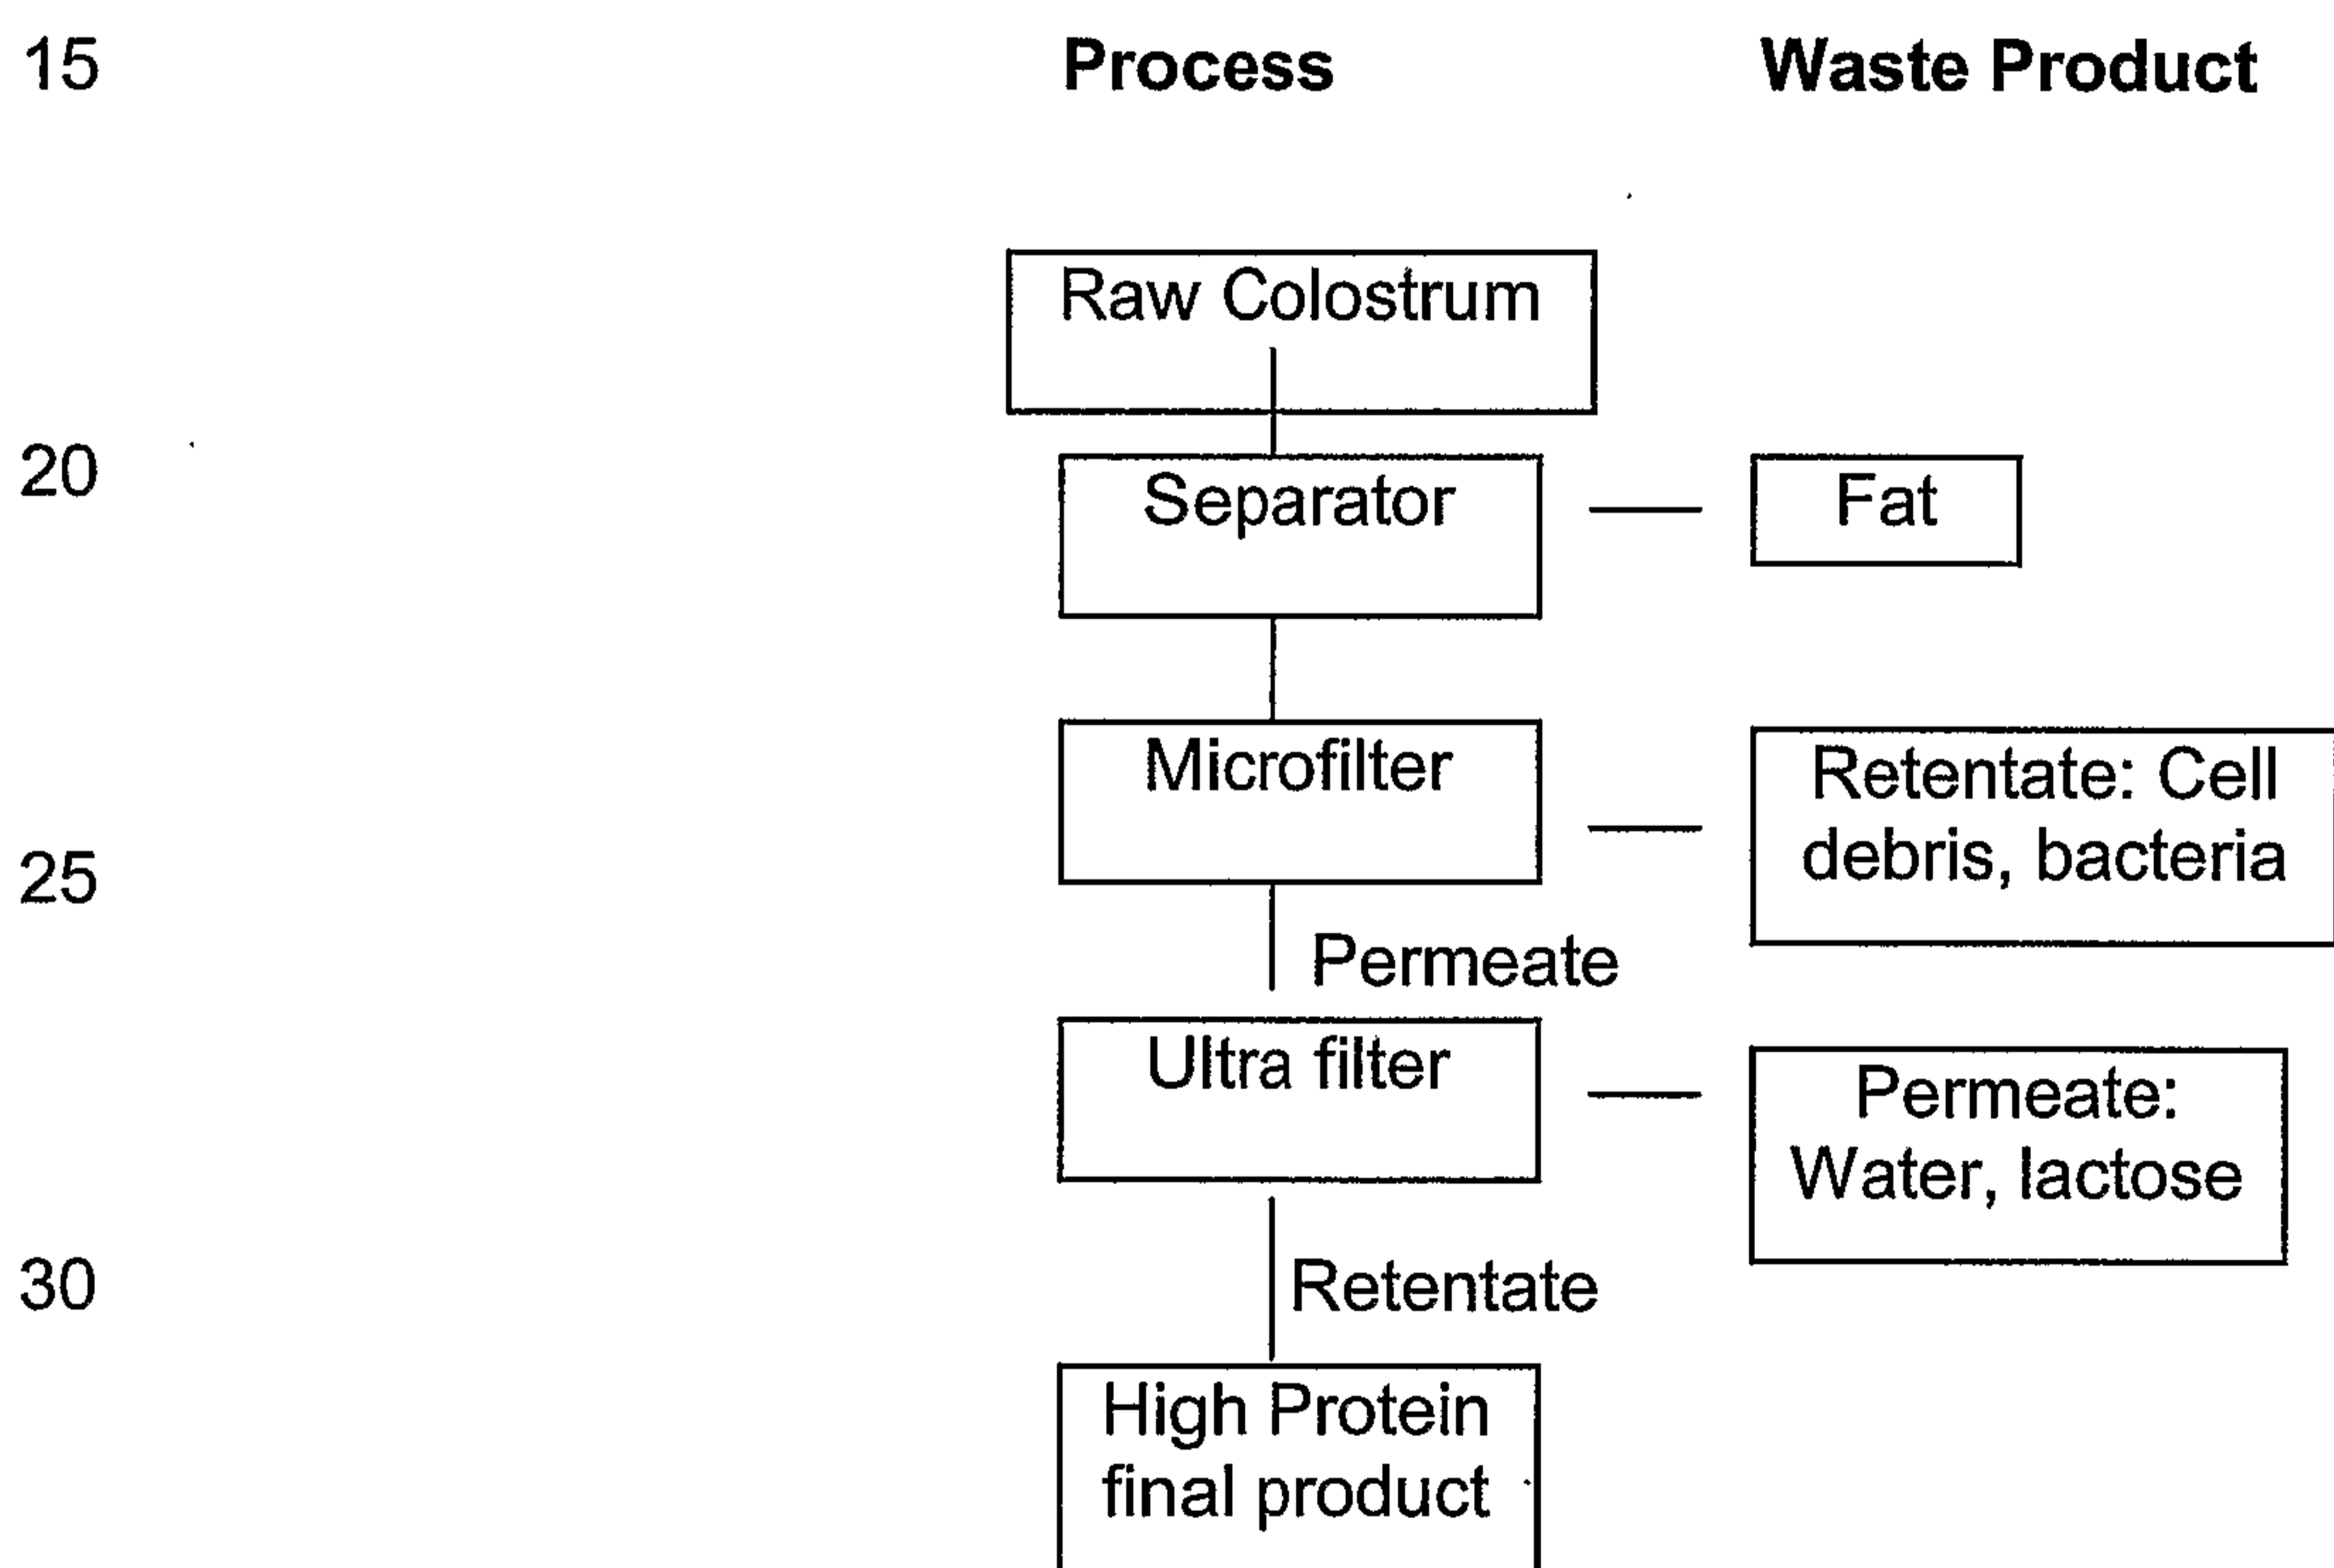 15 Process Waste Product
Raw Colostrum
20
Separator Fat
Microfilter Retentate: Cell
25 debris, bacteria
Permeate
Ultra filter Permeate:
Water, lactose
30 Retentate
High Protein
final product